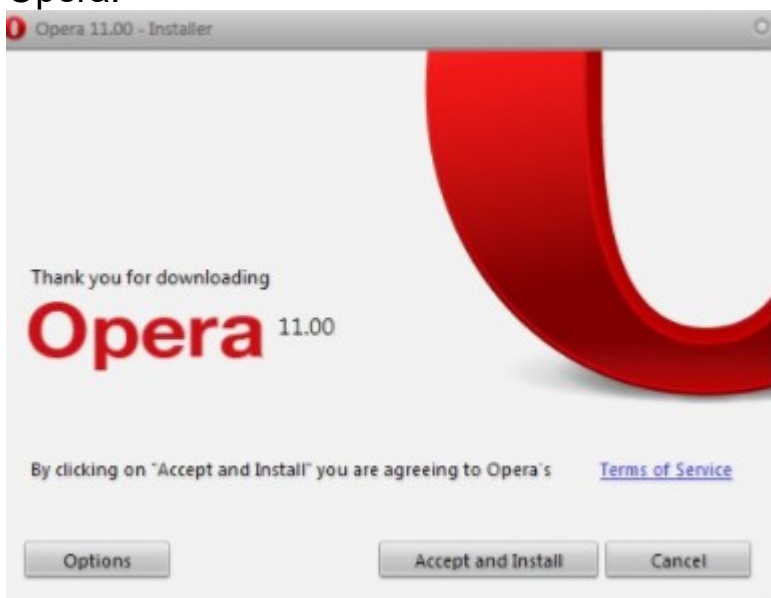 Opera.
Opera 11.00 - Installer
Thank you for downloading
Opera 11.00
By clicking on "Accept and Install" you are agreeing to Opera's Terms of Service
Options Accept and Install Cancel